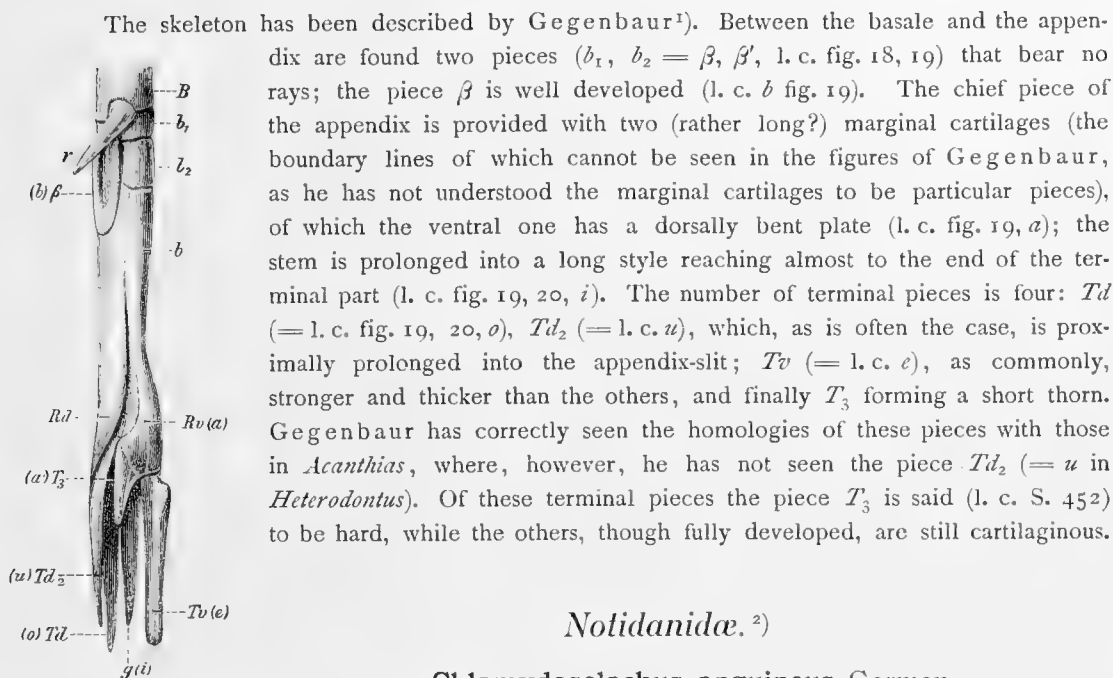 The skeleton has been described by Gegenbaur¹). Between the basale and the appen-
dix are found two pieces (b₁, b₂ = β, β′, l. c. fig. 18, 19) that bear no
rays; the piece β is well developed (l. c. b fig. 19). The chief piece of
the appendix is provided with two (rather long?) marginal cartilages (the
boundary lines of which cannot be seen in the figures of Gegenbaur,
as he has not understood the marginal cartilages to be particular pieces),
of which the ventral one has a dorsally bent plate (l. c. fig. 19, a); the
stem is prolonged into a long style reaching almost to the end of the ter-
minal part (l. c. fig. 19, 20, i). The number of terminal pieces is four: Td
(= l. c. fig. 19, 20, o), Td₂ (= l. c. u), which, as is often the case, is prox-
imally prolonged into the appendix-slit; Tv (= l. c. e), as commonly,
stronger and thicker than the others, and finally T₃ forming a short thorn.
Gegenbaur has correctly seen the homologies of these pieces with those
in Acanthias, where, however, he has not seen the piece Td₂ (= u in
Heterodontus). Of these terminal pieces the piece T₃ is said (l. c. S. 452)
to be hard, while the others, though fully developed, are still cartilaginous.
B
b₁
r
l₂
(b) β
b
Rd
Rv (a)
(a) T₃
(u) Td₂
Tv (e)
(o) Td
g (i)
Notidanidæ. ²)
Chlamydoselachus anguineus Garman